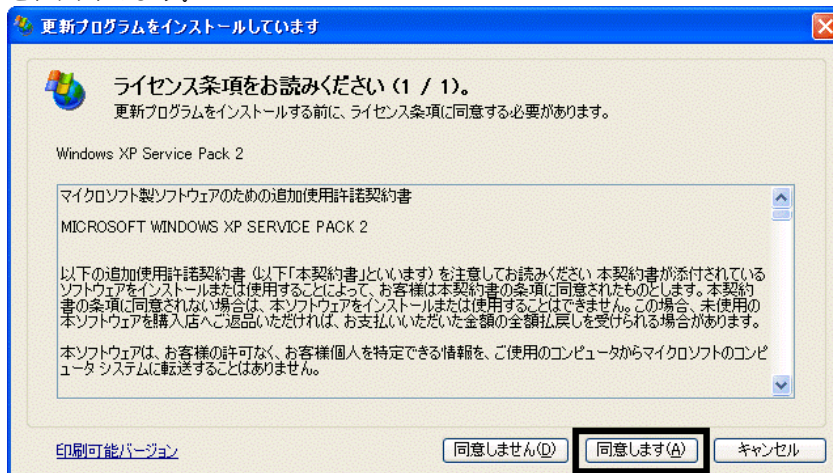 更新プログラムをインストールしています
ライセンス条項をお読みください (1 / 1)。
更新プログラムをインストールする前に、ライセンス条項に同意する必要があります。
Windows XP Service Pack 2
マイクロソフト製ソフトウェアのための追加使用許諾契約書
MICROSOFT WINDOWS XP SERVICE PACK 2
以下の追加使用許諾契約書 (以下「本契約書」といいます) を注意してお読みください 本契約書が添付されている
ソフトウェアをインストールまたは使用することによって、お客様は本契約書の条項に同意されたものとします。本契約
書の条項に同意されない場合は、本ソフトウェアをインストールまたは使用することはできません。この場合、未使用の
本ソフトウェアを購入店へご返品いただければ、お支払いいただいた金額の全額払戻しを受けられる場合があります。
本ソフトウェアは、お客様の許可なく、お客様個人を特定できる情報を、ご使用のコンピュータからマイクロソフトのコンピ
ュータ システムに転送することはありません。
印刷可能バージョン
同意しません(D)
同意します(A)
キャンセル